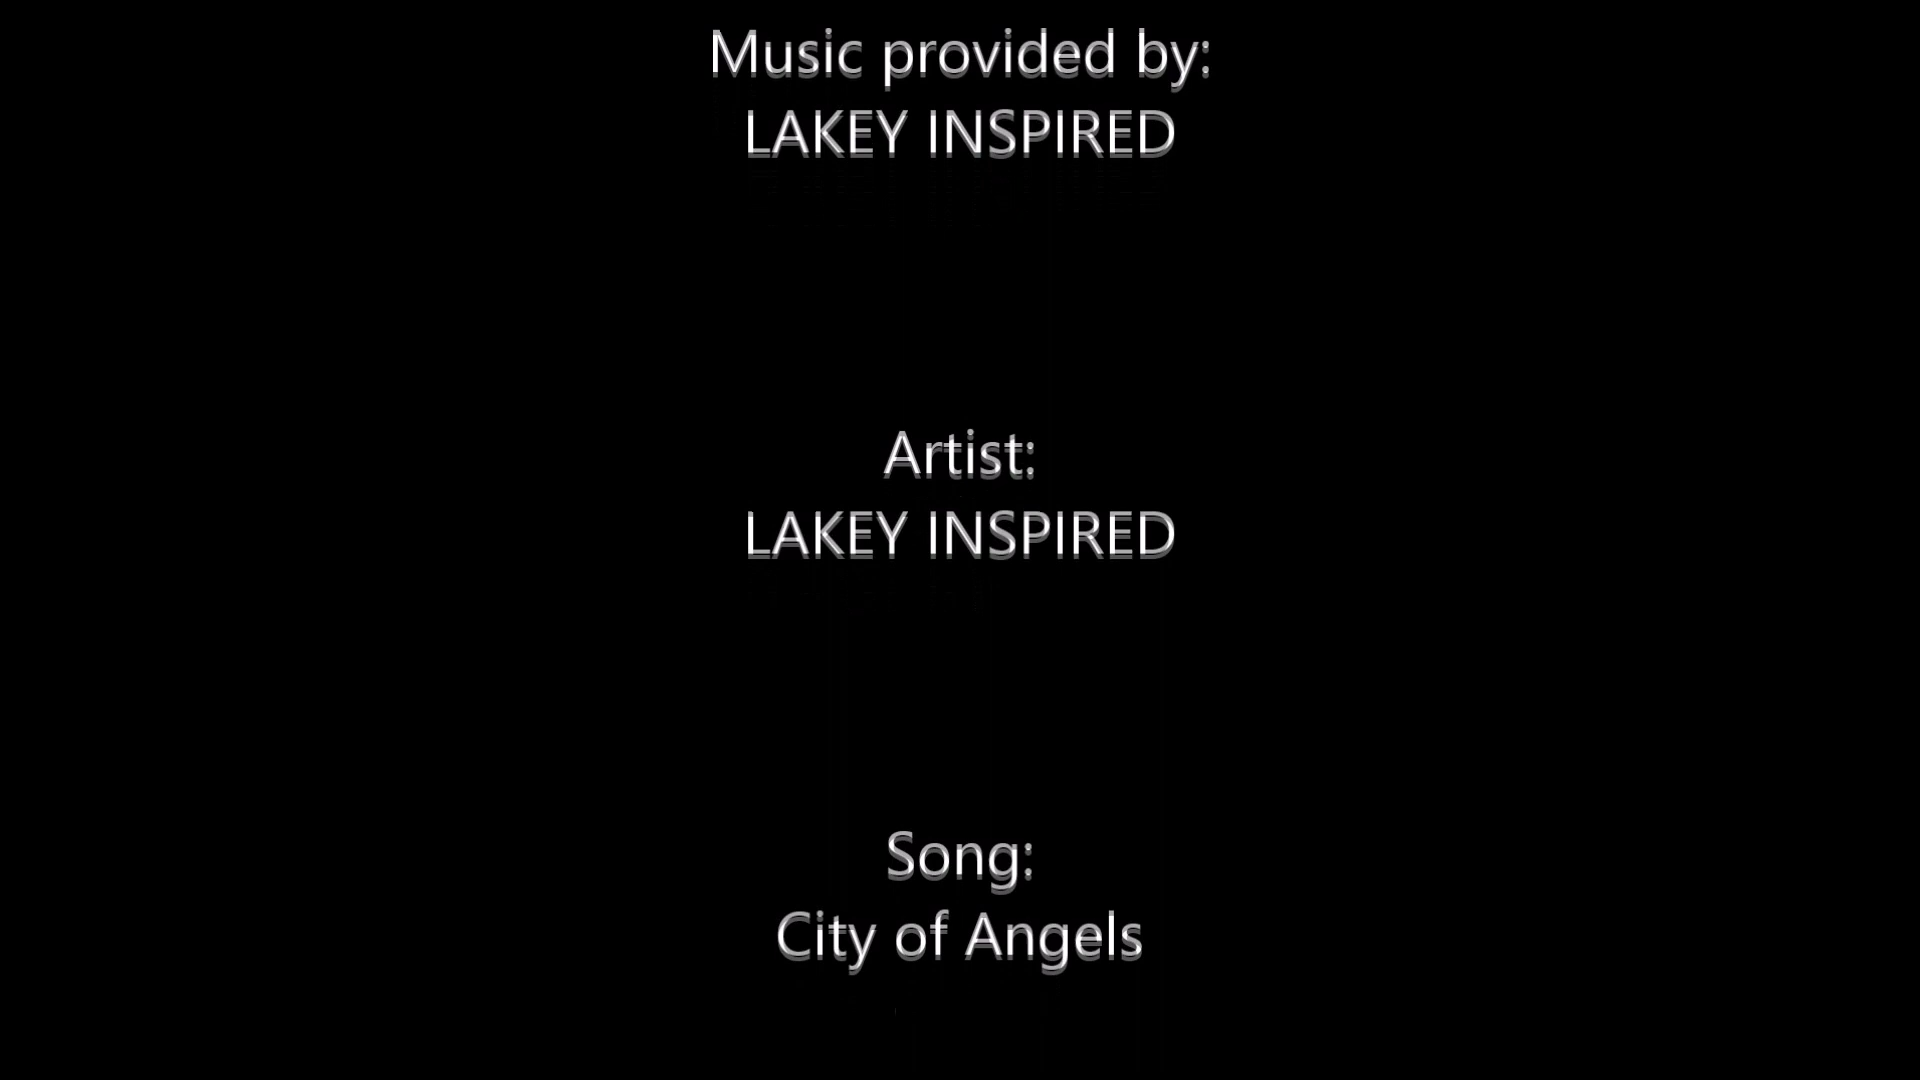 Music provided by:
LAKEY INSPIRED
Artist:
LAKEY INSPIRED
Song:
City of Angels